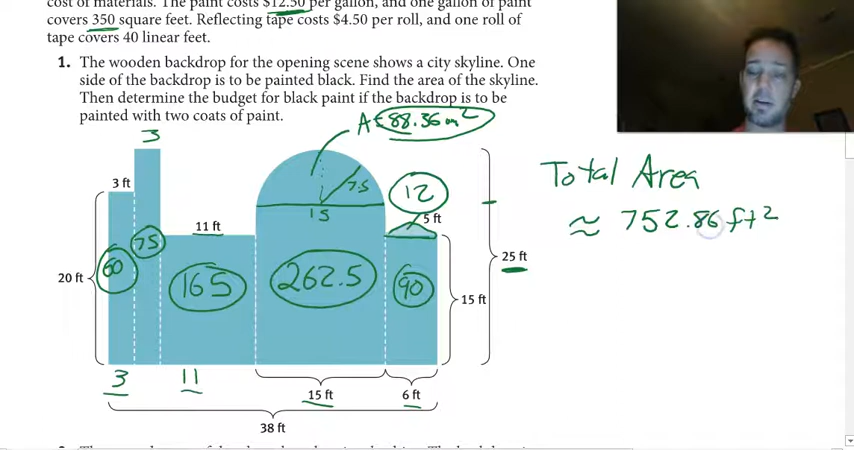 cost of materials. The paint costs $12.50 per gallon, and one gallon of paint
covers 350 square feet. Reflecting tape costs $4.50 per roll, and one roll of
tape covers 40 linear feet.
1. The wooden backdrop for the opening scene shows a city skyline. One
side of the backdrop is to be painted black. Find the area of the skyline.
Then determine the budget for black paint if the backdrop is to be
painted with two coats of paint.
A = 88.36 m²
3
Total Area
≈ 752.86 ft²
3 ft
7.5
12
15
5 ft
11 ft
75
60
165
262.5
90
20 ft
25 ft
15 ft
3
11
15 ft
6 ft
38 ft